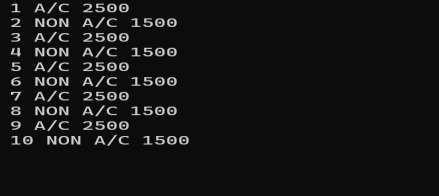 1 A/C 2500
2 NON A/C 1500
3 A/C 2500
4 NON A/C 1500
5 A/C 2500
6 NON A/C 1500
7 A/C 2500
8 NON A/C 1500
9 A/C 2500
10 NON A/C 1500